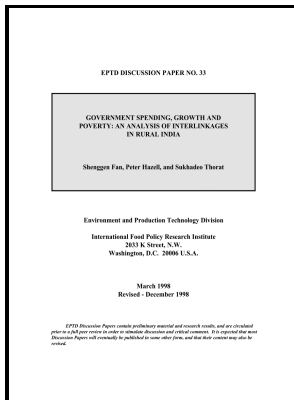 EPTD DISCUSSION PAPER NO. 33
GOVERNMENT SPENDING, GROWTH AND
POVERTY: AN ANALYSIS OF INTERLINKAGES
IN RURAL INDIA
Shenggen Fan, Peter Hazell, and Sukhadeo Thorat
Environment and Production Technology Division
International Food Policy Research Institute
2033 K Street, N.W.
Washington, D.C. 20006 U.S.A.
March 1998
Revised - December 1998
EPTD Discussion Papers contain preliminary material and research results, and are circulated
prior to a full peer review in order to stimulate discussion and critical comment. It is expected that most
Discussion Papers will eventually be published in some other form, and that their content may also be
revised.